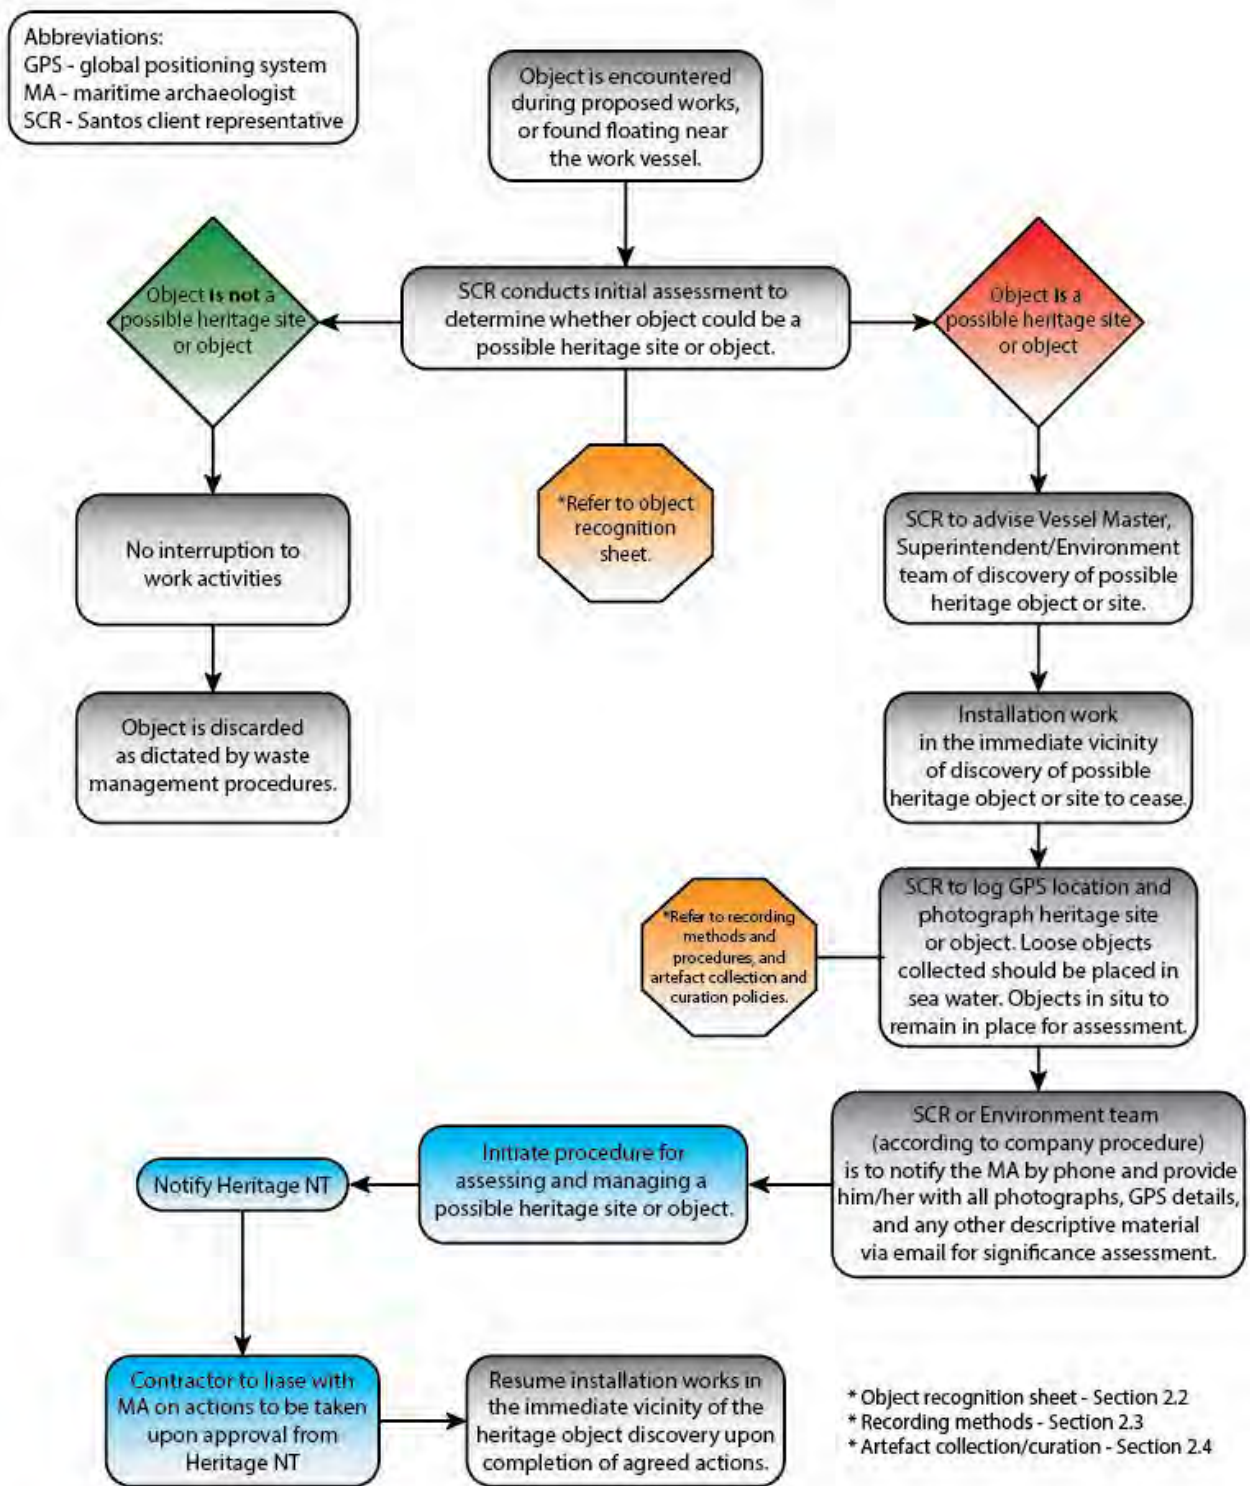 Abbreviations:
GPS - global positioning system
MA - maritime archaeologist
SCR - Santos client representative
Object is encountered
during proposed works,
or found floating near
the work vessel.
Object is not a
possible heritage site
or object
SCR conducts initial assessment to
determine whether object could be a
possible heritage site or object.
Object is a
possible heritage site
or object
*Refer to object
recognition
sheet.
No interruption to
work activities
Object is discarded
as dictated by waste
management procedures.
SCR to advise Vessel Master,
Superintendent/Environment
team of discovery of possible
heritage object or site.
Installation work
in the immediate vicinity
of discovery of possible
heritage object or site to cease.
*Refer to recording
methods and
procedures, and
artefact collection and
curation policies.
SCR to log GPS location and
photograph heritage site
or object. Loose objects
collected should be placed in
sea water. Objects in situ to
remain in place for assessment.
SCR or Environment team
(according to company procedure)
is to notify the MA by phone and provide
him/her with all photographs, GPS details,
and any other descriptive material
via email for significance assessment.
Initiate procedure for
assessing and managing a
possible heritage site or object.
Notify Heritage NT
Contractor to liase with
MA on actions to be taken
upon approval from
Heritage NT
Resume installation works in
the immediate vicinity of the
heritage object discovery upon
completion of agreed actions.
* Object recognition sheet - Section 2.2
* Recording methods - Section 2.3
* Artefact collection/curation - Section 2.4